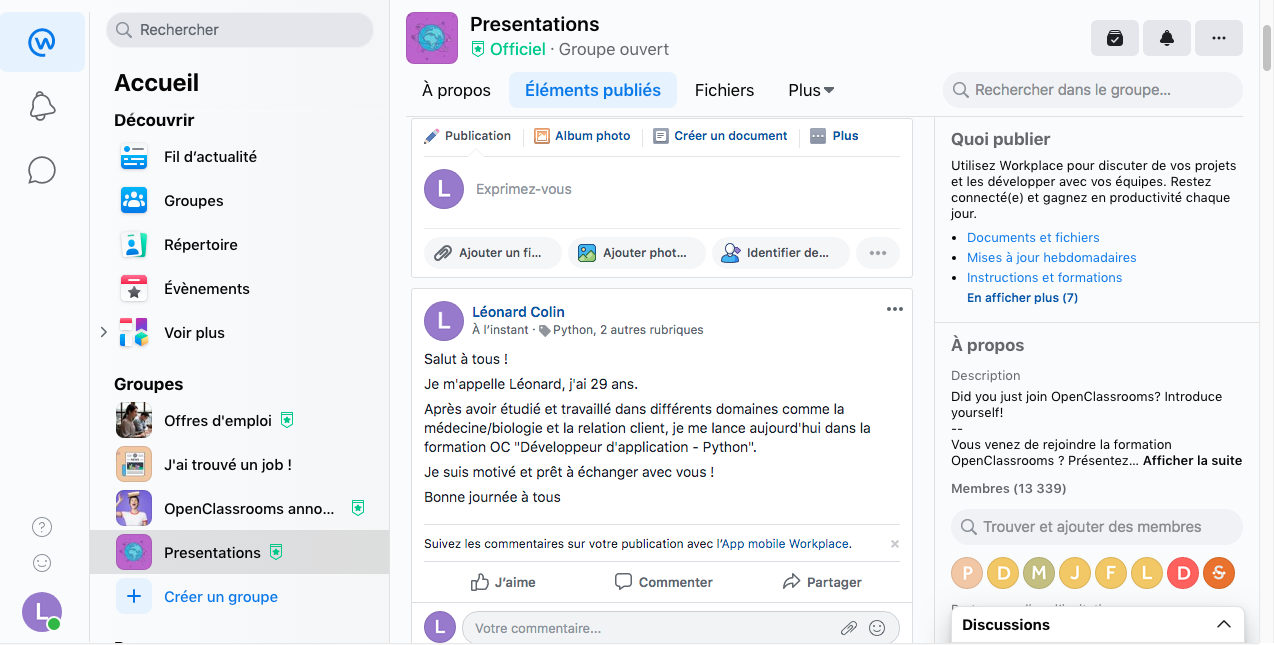 Rechercher
Accueil
Découvrir
Fil d'actualité
Groupes
Répertoire
Évènements
Voir plus
Groupes
Offres d'emploi
J'ai trouvé un job !
OpenClassrooms anno...
Presentations
Créer un groupe
L
Presentations
Officiel · Groupe ouvert
À propos
Éléments publiés
Fichiers
Plus
Rechercher dans le groupe...
Publication
Album photo
Créer un document
Plus
L
Exprimez-vous
Ajouter un fi...
Ajouter phot...
Identifier de...
L
Léonard Colin
À l'instant · Python, 2 autres rubriques
Salut à tous !
Je m'appelle Léonard, j'ai 29 ans.
Après avoir étudié et travaillé dans différents domaines comme la
médecine/biologie et la relation client, je me lance aujourd'hui dans la
formation OC "Développeur d'application - Python".
Je suis motivé et prêt à échanger avec vous !
Bonne journée à tous
Suivez les commentaires sur votre publication avec l'App mobile Workplace.
J'aime
Commenter
Partager
L
Votre commentaire...
Quoi publier
Utilisez Workplace pour discuter de vos projets
et les développer avec vos équipes. Restez
connecté(e) et gagnez en productivité chaque
jour.
Documents et fichiers
Mises à jour hebdomadaires
Instructions et formations
En afficher plus (7)
À propos
Description
Did you just join OpenClassrooms? Introduce
yourself!
--
Vous venez de rejoindre la formation
OpenClassrooms ? Présentez... Afficher la suite
Membres (13 339)
Trouver et ajouter des membres
P D M J F L D S
Discussions